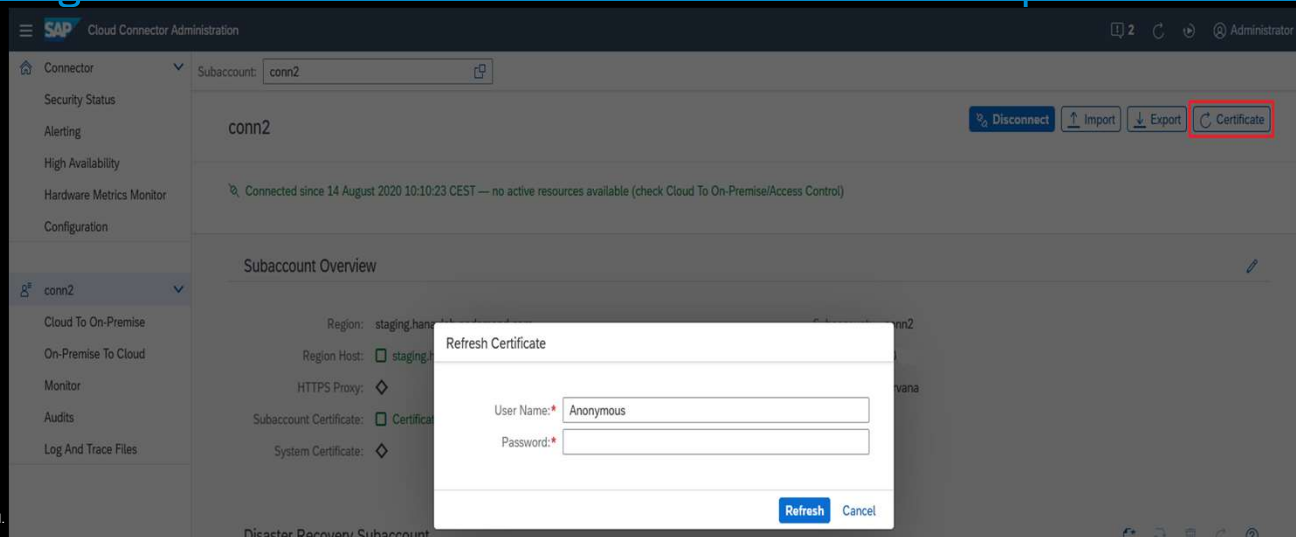 SAP Cloud Connector Administration 2 Administrator
Connector
Subaccount: conn2
Security Status
Alerting
High Availability
Hardware Metrics Monitor
Configuration
conn2 Disconnect Import Export Certificate
Connected since 14 August 2020 10:10:23 CEST — no active resources available (check Cloud To On-Premise/Access Control)
Subaccount Overview
conn2
Cloud To On-Premise
On-Premise To Cloud
Monitor
Audits
Log And Trace Files
Region:
Region Host:
HTTPS Proxy:
Subaccount Certificate:
System Certificate:
Refresh Certificate
User Name:* Anonymous
Password:*
Refresh Cancel
Disaster Recovery Subaccount